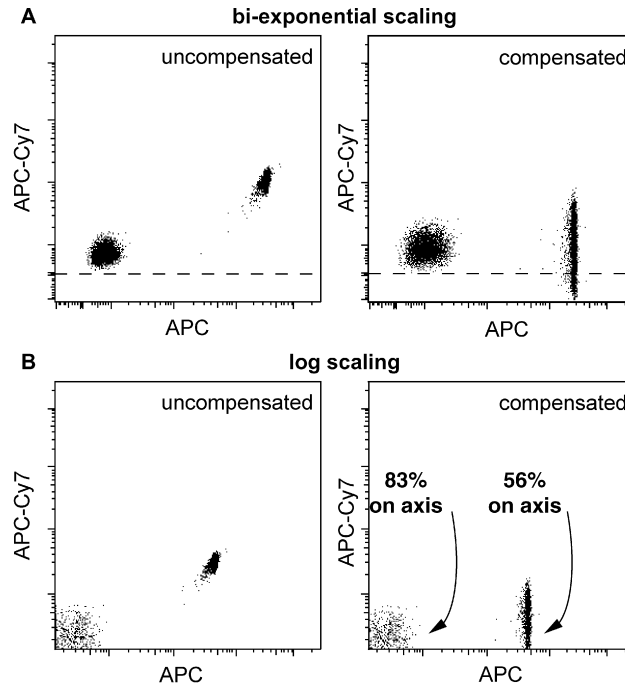 A
bi-exponential scaling
uncompensated
compensated
APC-Cy7
APC-Cy7
APC
APC
B
log scaling
uncompensated
compensated
83%
on axis
56%
on axis
APC-Cy7
APC-Cy7
APC
APC